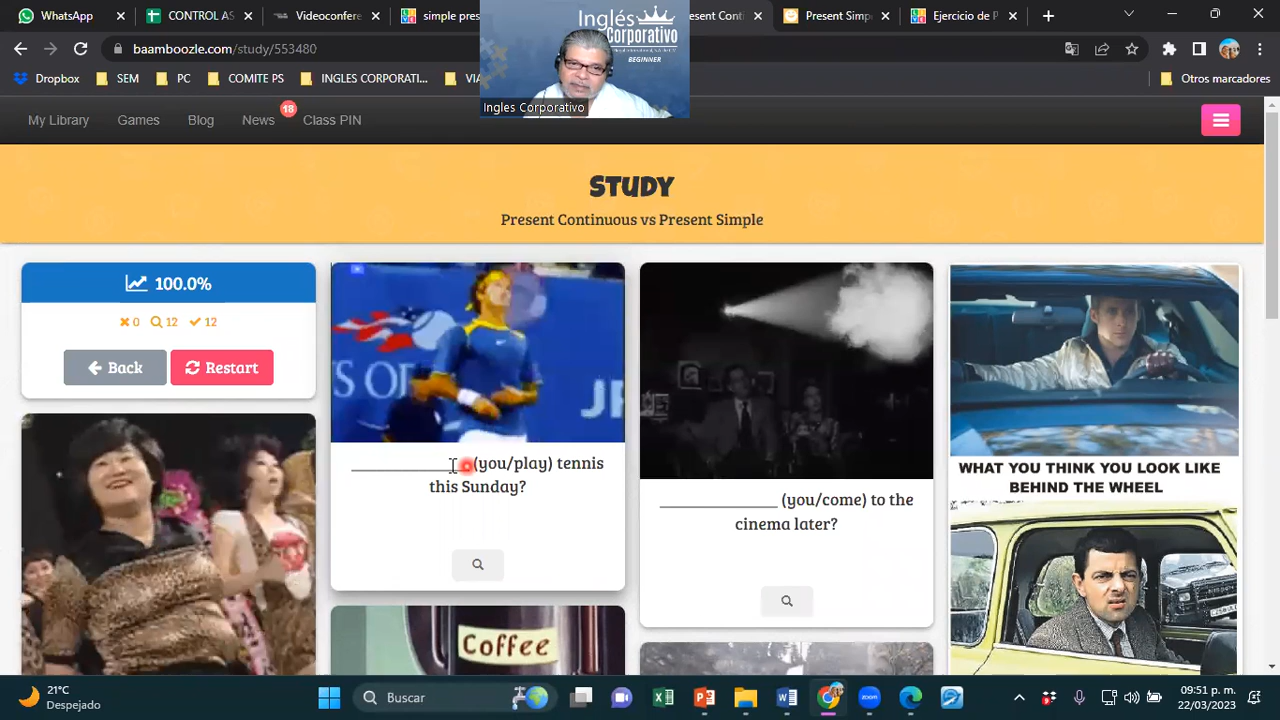 WhatsApp
CONTROL AS
Videoconfere
simple pres
esent Conti
Present Simp
Ejercicio de P
baamboozle.com/study/553480
Dropbox
SEM
PC
COMITE PS
INGLES CORPORATI...
VIA
Otros marcadores
Inglés
Corporativo
BEGINNER
Ingles Corporativo
My Library
Games
Blog
News
18
Class PIN
STUDY
Present Continuous vs Present Simple
100.0%
0
12
12
Back
Restart
____________ (you/play) tennis
this Sunday?
____________ (you/come) to the
cinema later?
WHAT YOU THINK YOU LOOK LIKE
BEHIND THE WHEEL
Coffee
21°C
Despejado
Buscar
09:51 p. m.
22/03/2023